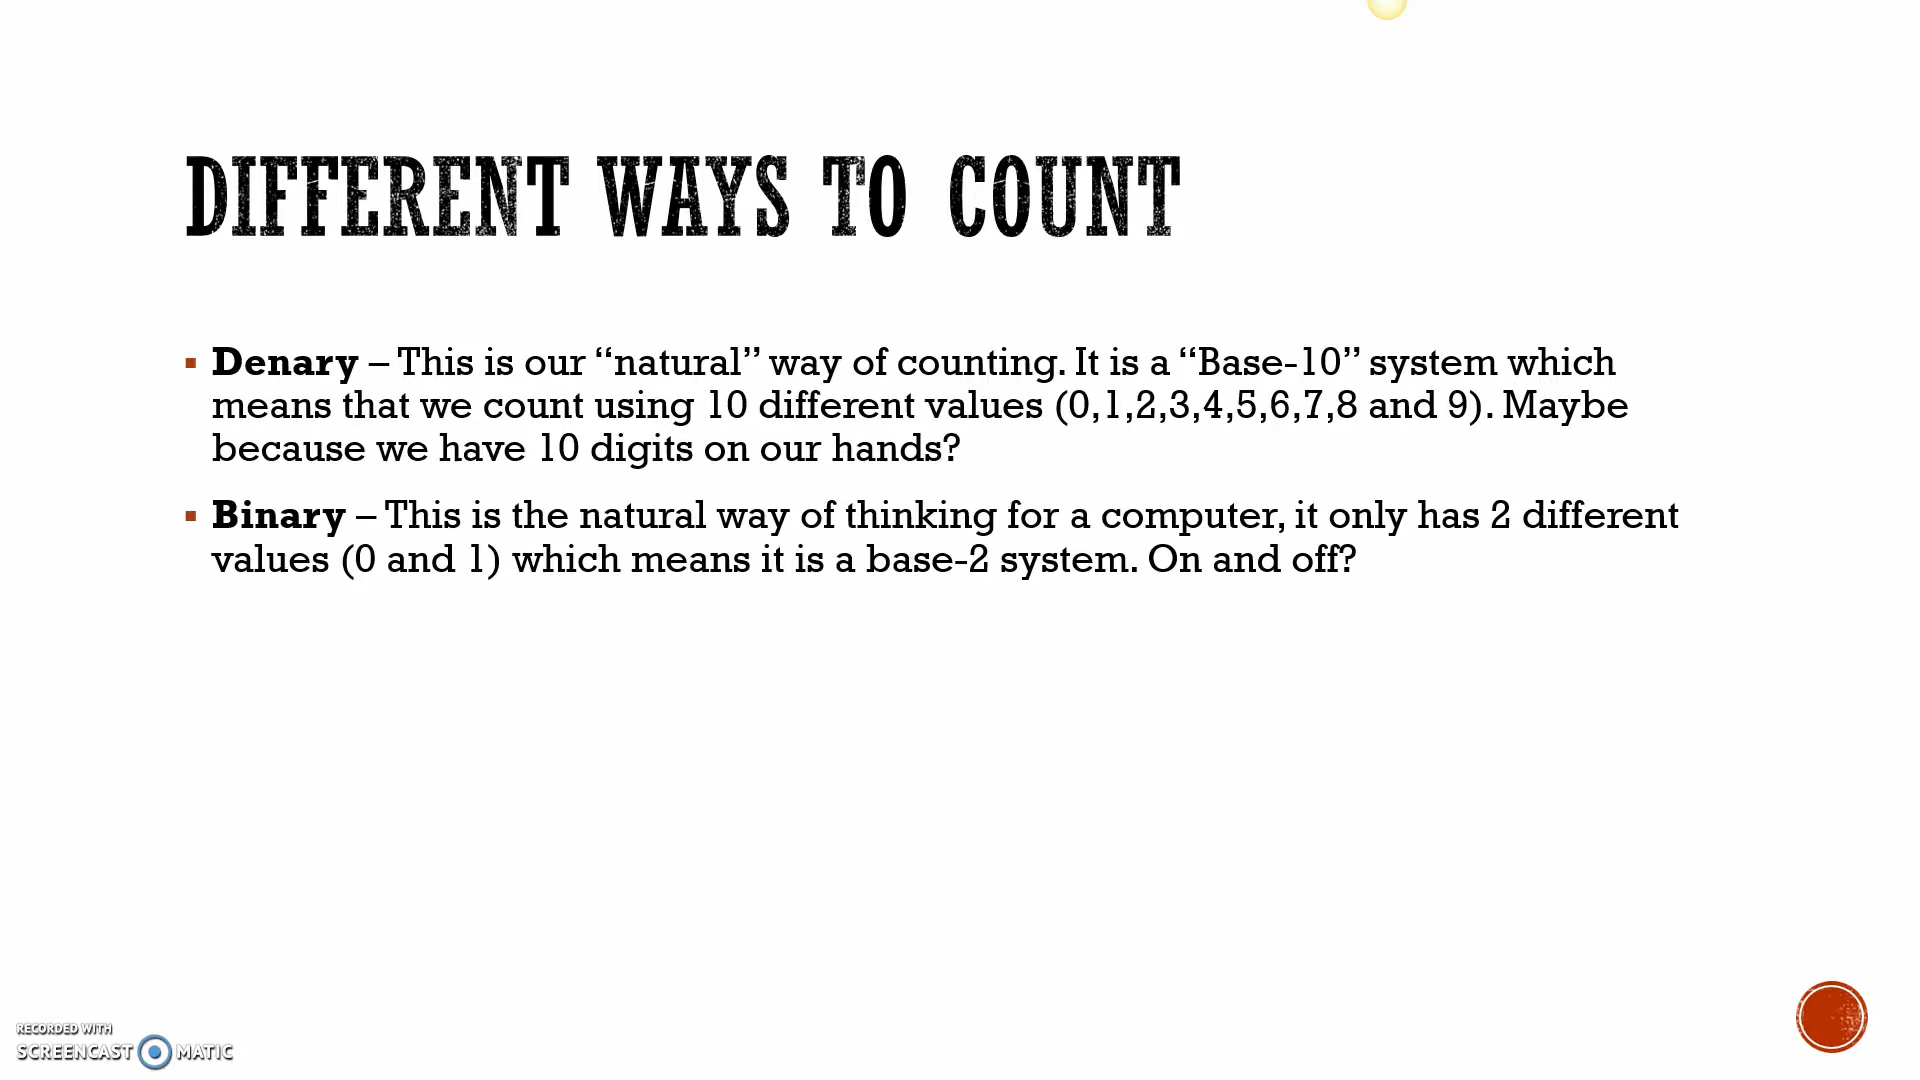 DIFFERENT WAYS TO COUNT
▪ Denary – This is our “natural” way of counting. It is a “Base-10” system which
means that we count using 10 different values (0,1,2,3,4,5,6,7,8 and 9). Maybe
because we have 10 digits on our hands?
▪ Binary – This is the natural way of thinking for a computer, it only has 2 different
values (0 and 1) which means it is a base-2 system. On and off?
RECORDED WITH
SCREENCAST MATIC